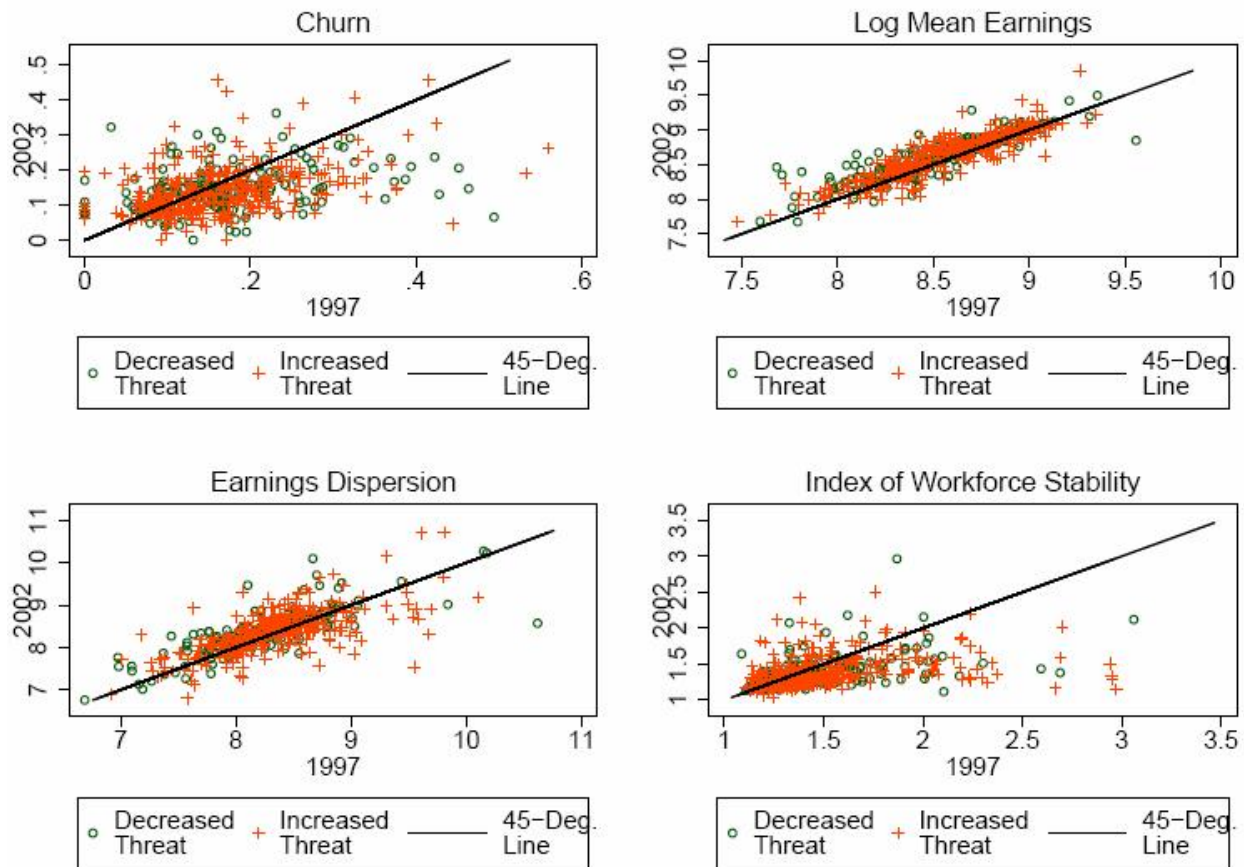 Churn
.5
.4
.3
.2
.1
0
2002
0 .2 .4 .6
1997
Decreased Threat
Increased Threat
45-Deg. Line
Log Mean Earnings
10
9.5
9
8.5
8
7.5
2002
7.5 8 8.5 9 9.5 10
1997
Decreased Threat
Increased Threat
45-Deg. Line
Earnings Dispersion
11
10
9
8
7
2002
7 8 9 10 11
1997
Decreased Threat
Increased Threat
45-Deg. Line
Index of Workforce Stability
3.5
3
2.5
2
1.5
1
2002
1 1.5 2 2.5 3 3.5
1997
Decreased Threat
Increased Threat
45-Deg. Line